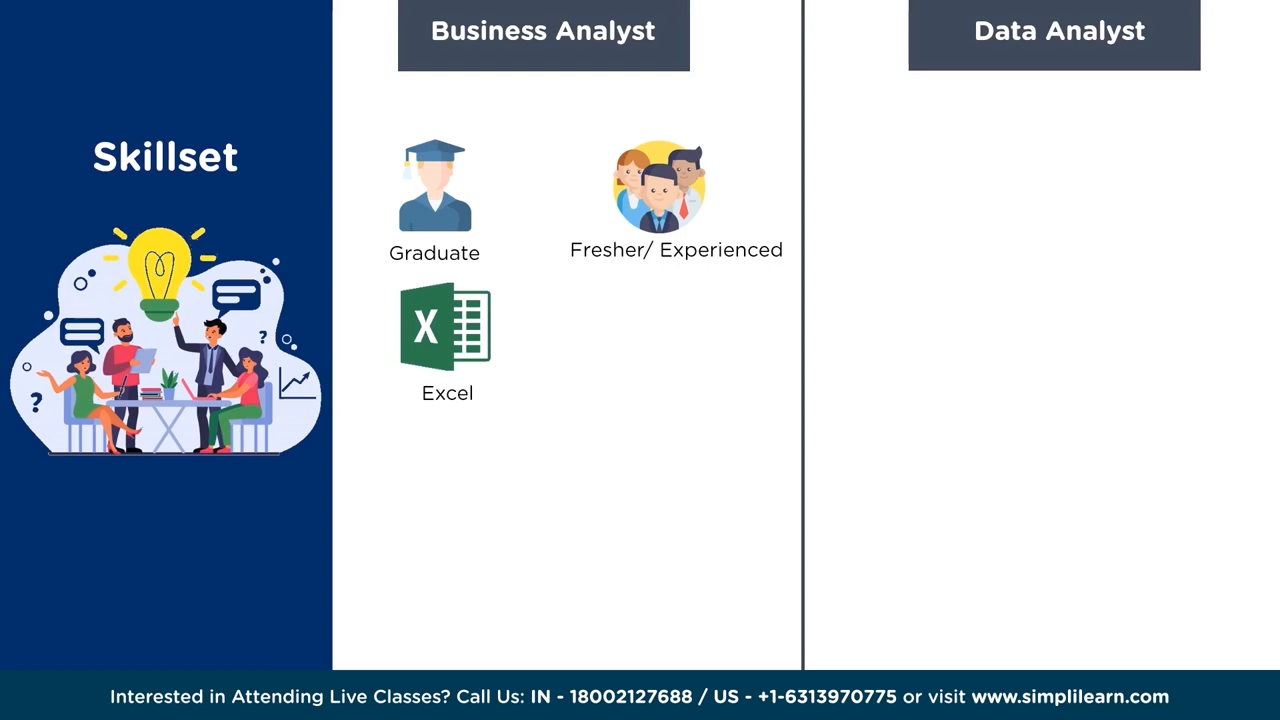 Business Analyst
Data Analyst
Skillset
Graduate
Fresher/ Experienced
X
Excel
?
?
Interested in Attending Live Classes? Call Us: IN - 18002127688 / US - +1-6313970775 or visit www.simplilearn.com